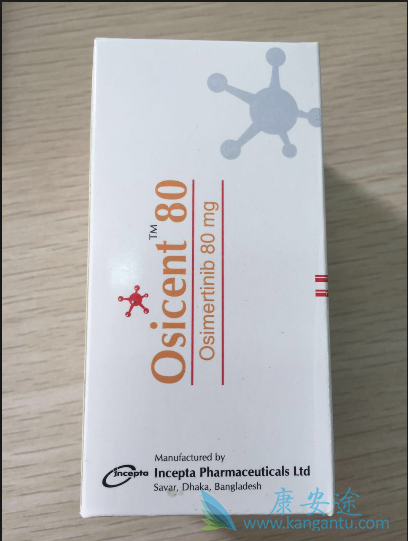 Osicent™ 80
Osimertinib 80 mg
Manufactured by
Incepta Incepta Pharmaceuticals Ltd
Savar, Dhaka, Bangladesh
康安途
www.kangantu.com